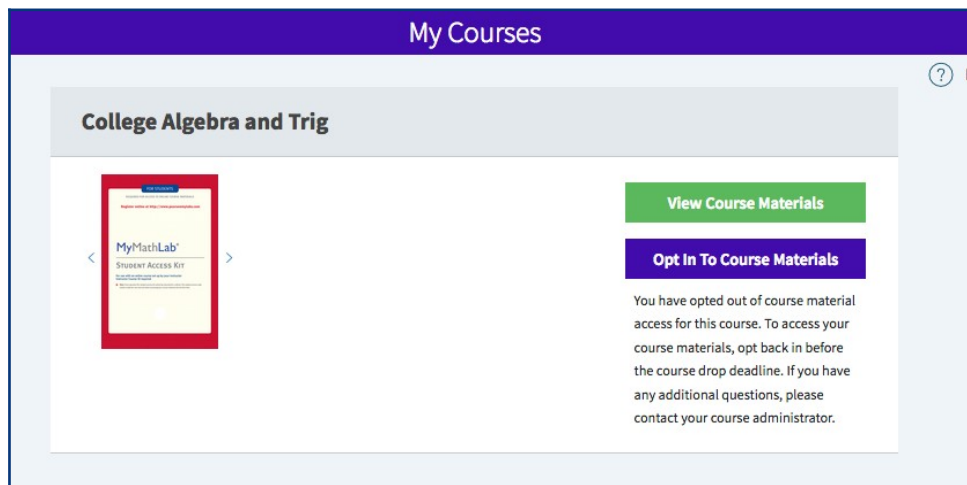 My Courses
?
College Algebra and Trig
FOR STUDENTS
MyMathLab®
STUDENT ACCESS KIT
View Course Materials
Opt In To Course Materials
You have opted out of course material
access for this course. To access your
course materials, opt back in before
the course drop deadline. If you have
any additional questions, please
contact your course administrator.